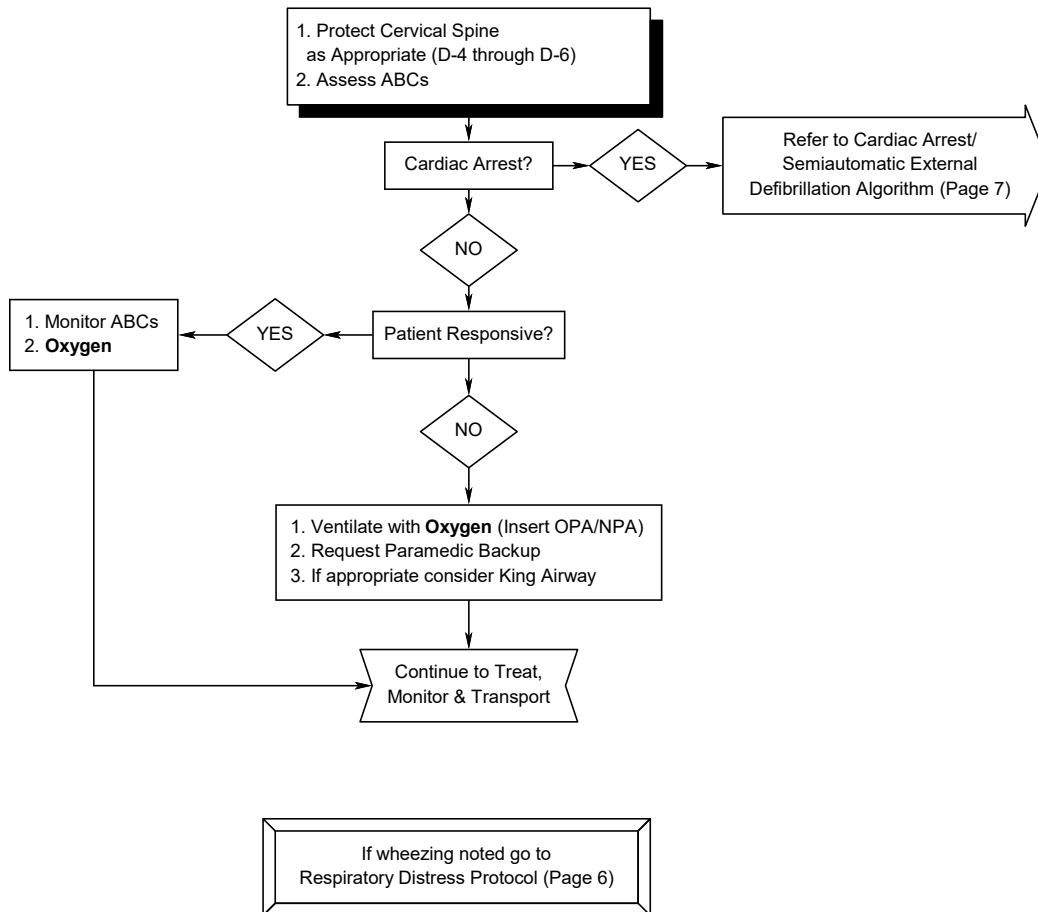 1. Protect Cervical Spine
as Appropriate (D-4 through D-6)
2. Assess ABCs
Cardiac Arrest?
YES
Refer to Cardiac Arrest/
Semiautomatic External
Defibrillation Algorithm (Page 7)
NO
Patient Responsive?
YES
1. Monitor ABCs
2. Oxygen
NO
1. Ventilate with Oxygen (Insert OPA/NPA)
2. Request Paramedic Backup
3. If appropriate consider King Airway
Continue to Treat,
Monitor & Transport
If wheezing noted go to
Respiratory Distress Protocol (Page 6)